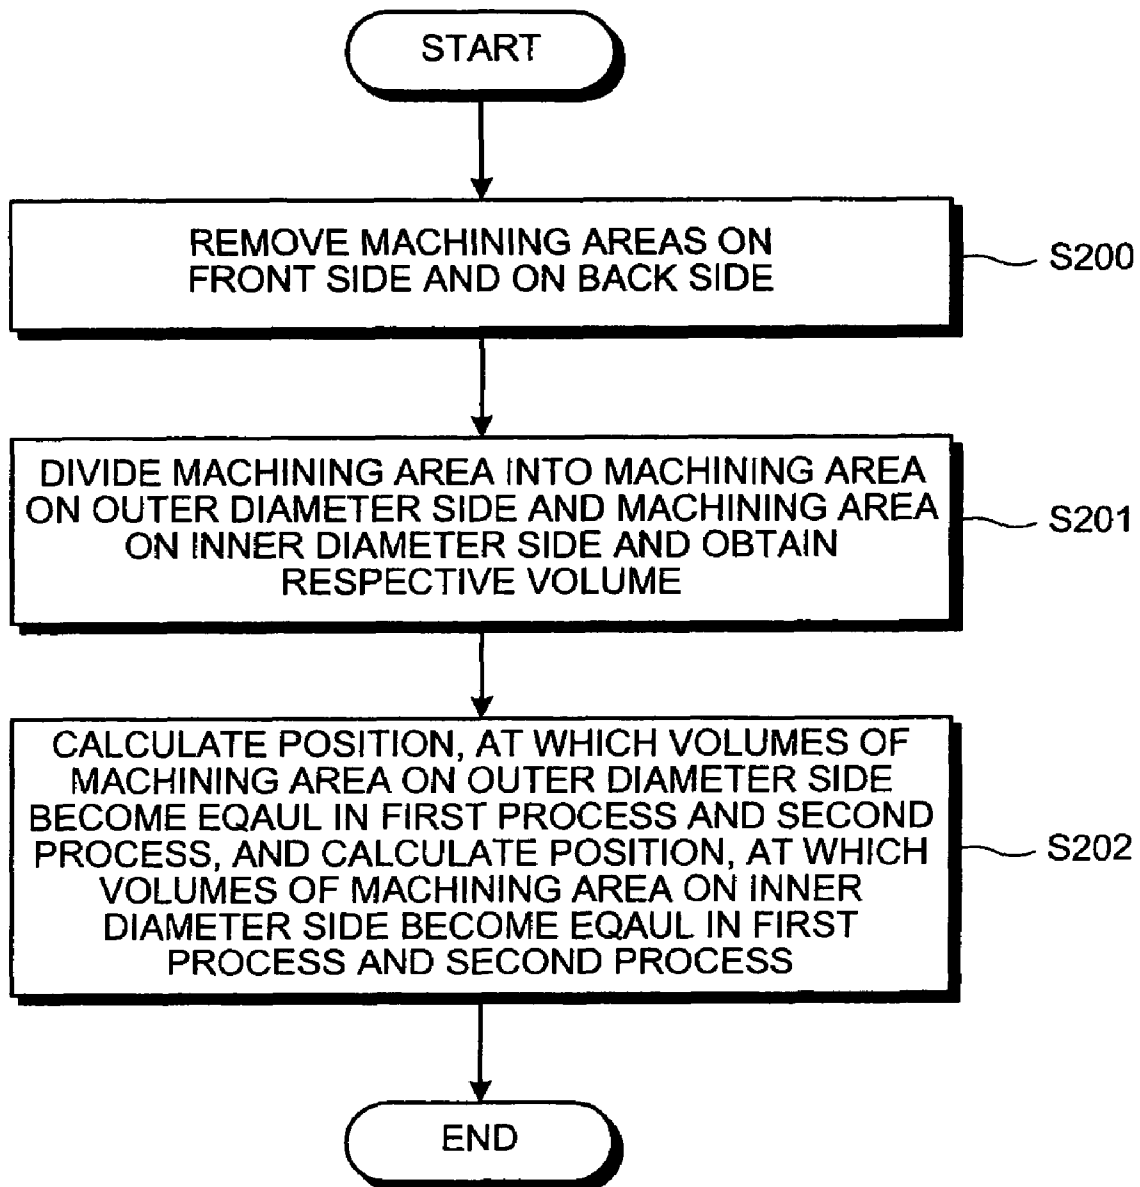 START
REMOVE MACHINING AREAS ON
FRONT SIDE AND ON BACK SIDE
S200
DIVIDE MACHINING AREA INTO MACHINING AREA
ON OUTER DIAMETER SIDE AND MACHINING AREA
ON INNER DIAMETER SIDE AND OBTAIN
RESPECTIVE VOLUME
S201
CALCULATE POSITION, AT WHICH VOLUMES OF
MACHINING AREA ON OUTER DIAMETER SIDE
BECOME EQAUL IN FIRST PROCESS AND SECOND
PROCESS, AND CALCULATE POSITION, AT WHICH
VOLUMES OF MACHINING AREA ON INNER
DIAMETER SIDE BECOME EQAUL IN FIRST
PROCESS AND SECOND PROCESS
S202
END